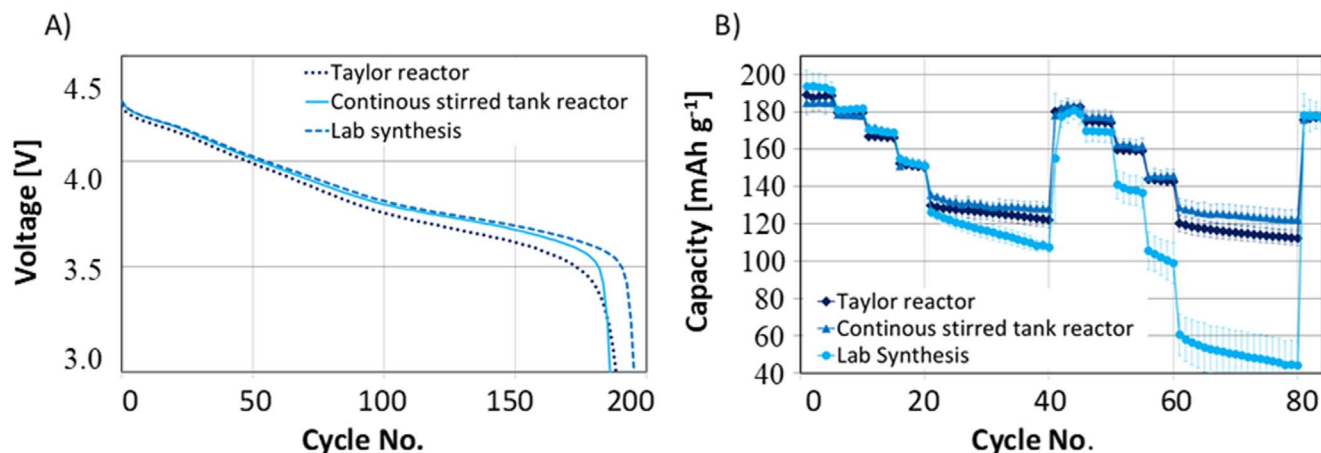 A)
Voltage [V]
4.5
4.0
3.5
3.0
Taylor reactor
Continous stirred tank reactor
Lab synthesis
0 50 100 150 200
Cycle No.
B)
Capacity [mAh g⁻¹]
200
180
160
140
120
100
80
60
40
Taylor reactor
Continous stirred tank reactor
Lab Synthesis
0 20 40 60 80
Cycle No.